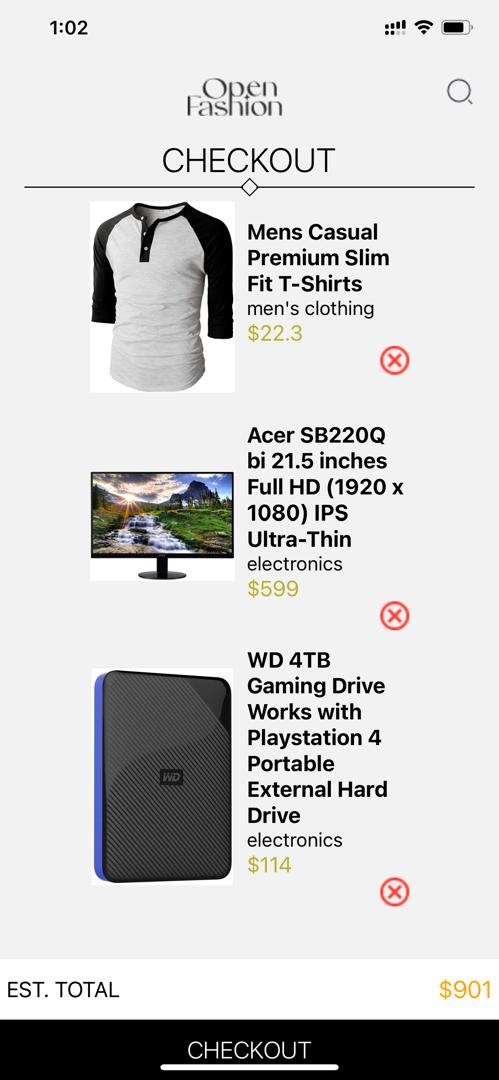 1:02
Open
Fashion
CHECKOUT
Mens Casual
Premium Slim
Fit T-Shirts
men's clothing
$22.3
Acer SB220Q
bi 21.5 inches
Full HD (1920 x
1080) IPS
Ultra-Thin
electronics
$599
WD 4TB
Gaming Drive
Works with
Playstation 4
Portable
External Hard
Drive
WD
electronics
$114
EST. TOTAL $901
CHECKOUT